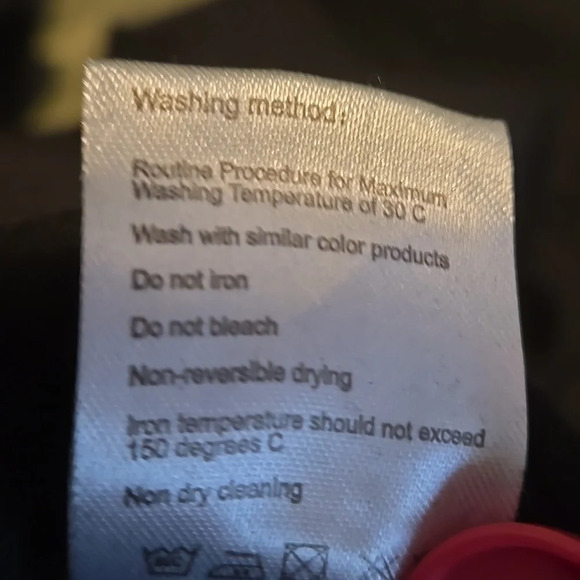 Washing method:
Routine Procedure for Maximum
Washing Temperature of 30 C
Wash with similar color products
Do not iron
Do not bleach
Non-reversible drying
Iron temperature should not exceed
150 degrees C
Non dry cleaning